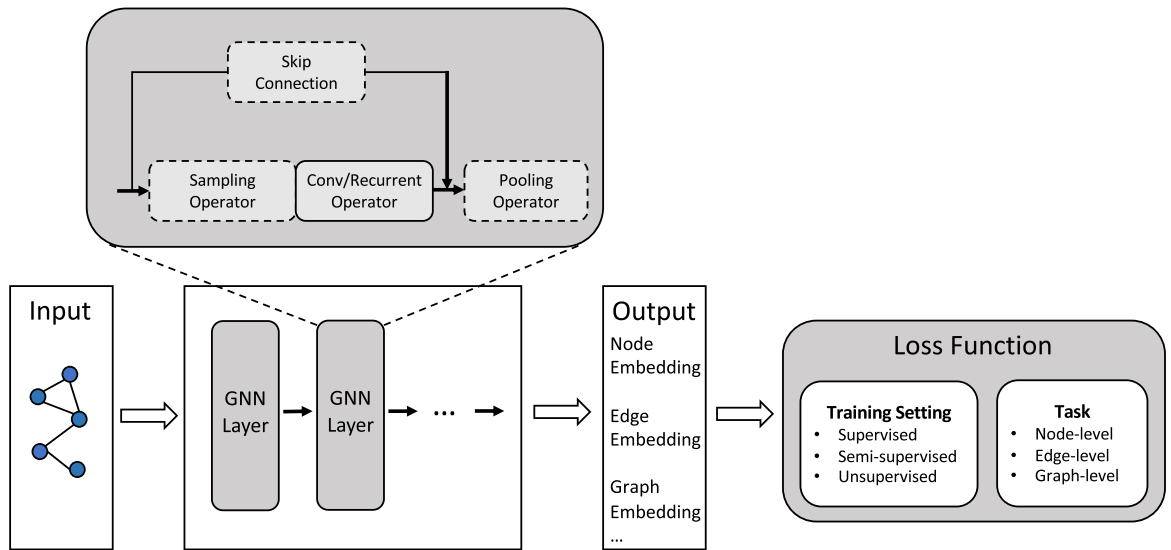 Skip
Connection
Sampling
Operator
Conv/Recurrent
Operator
Pooling
Operator
Input
GNN
Layer
GNN
Layer
...
Output
Node
Embedding
Edge
Embedding
Graph
Embedding
...
Loss Function
Training Setting
• Supervised
• Semi-supervised
• Unsupervised
Task
• Node-level
• Edge-level
• Graph-level